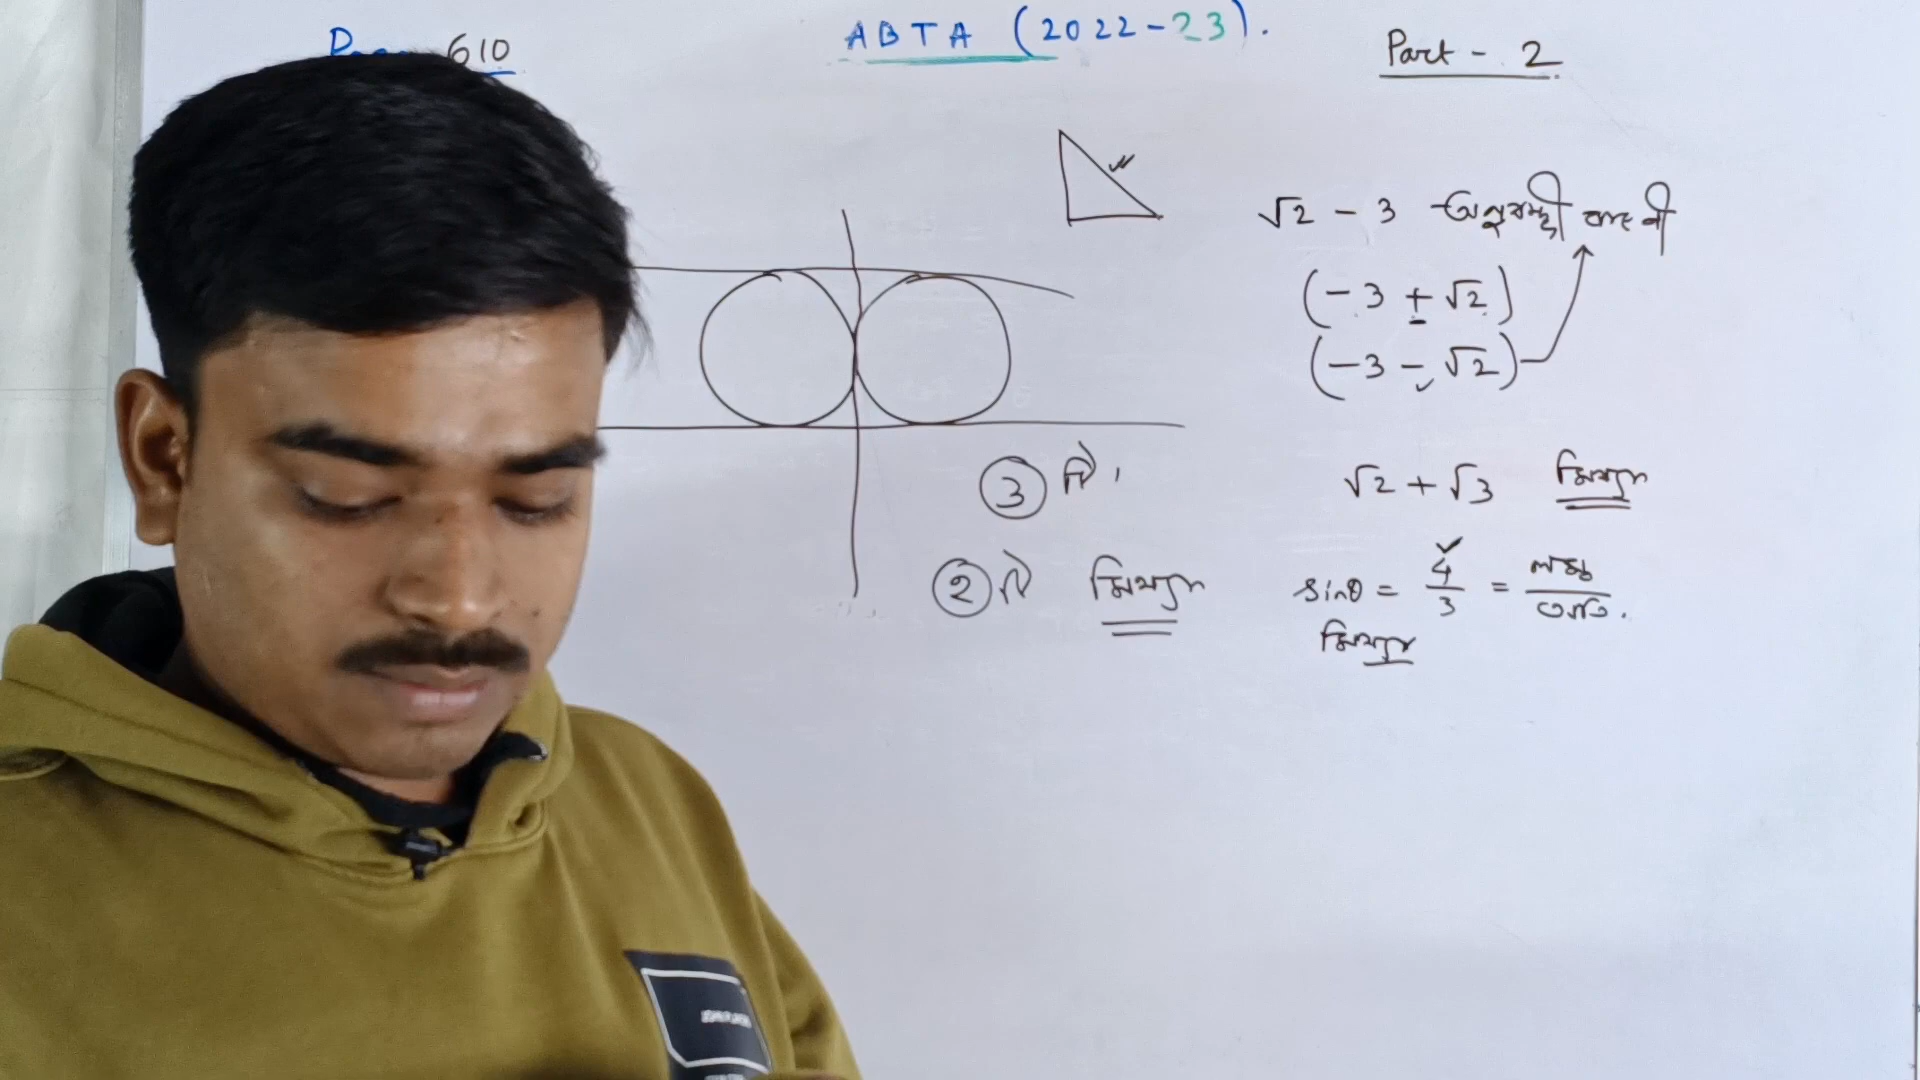 Page 610
ABTA (2022-23).
Part - 2
√2 - 3 অনুবন্ধী করণী
(-3 + √2)
(-3 - √2)
3 টি ।
√2 + √3 মিথ্যা
2 টি মিথ্যা
sinθ = 4/3 = লম্ব/অতি.
মিথ্যা